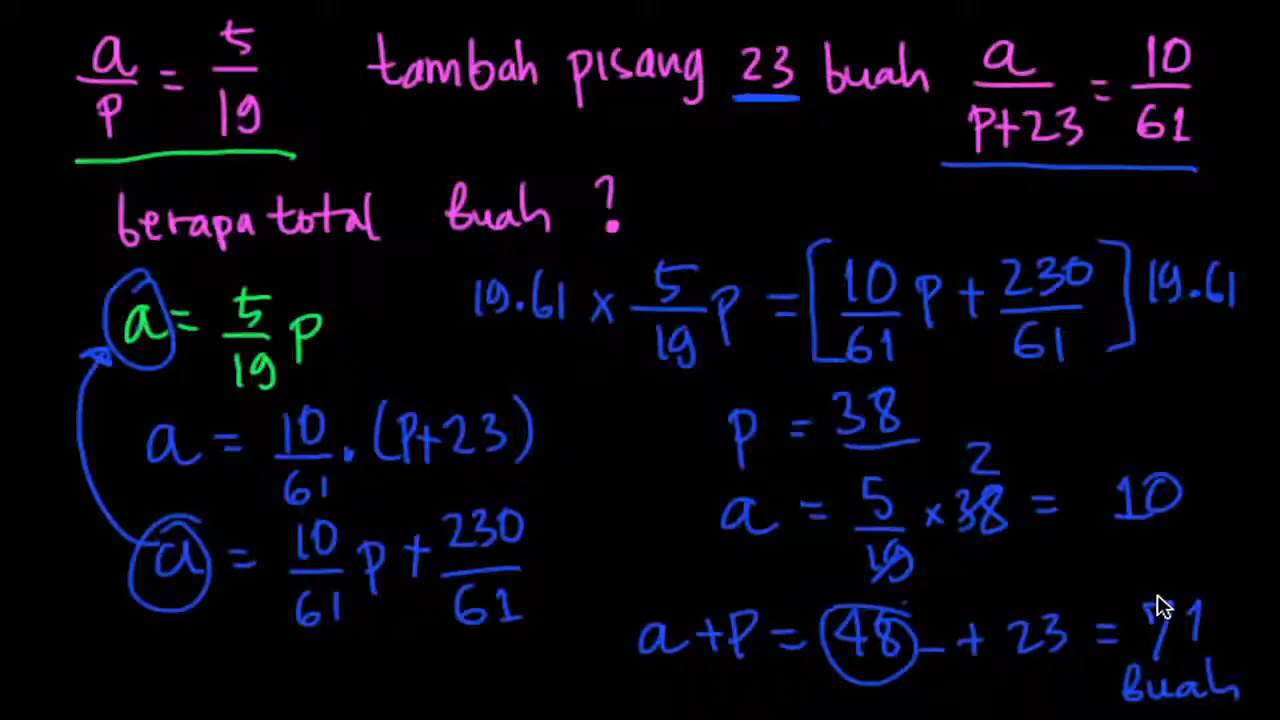 a/p = 5/19 tambah pisang 23 buah a/(p+23) = 10/61
berapa total buah ?
a = 5/19 p
a = 10/61 . (p+23)
a = 10/61 p + 230/61
19.61 × 5/19 p = [10/61 p + 230/61] 19.61
p = 38
a = 5/19 × 38 2 = 10
a + p = 48 + 23 = 71
buah